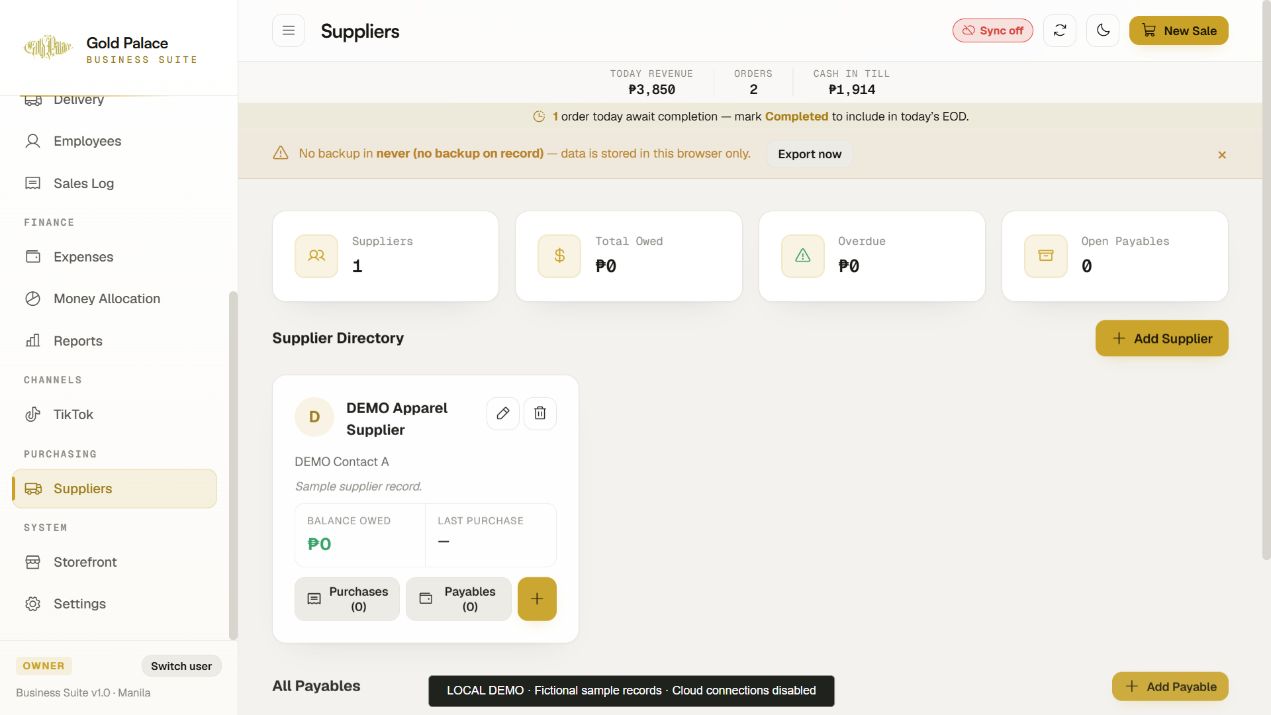 Gold Palace
BUSINESS SUITE
Delivery
Employees
Sales Log
FINANCE
Expenses
Money Allocation
Reports
CHANNELS
TikTok
PURCHASING
Suppliers
SYSTEM
Storefront
Settings
OWNER
Switch user
Business Suite v1.0 · Manila
Suppliers
Sync off
New Sale
TODAY REVENUE
₱3,850
ORDERS
2
CASH IN TILL
₱1,914
1 order today await completion — mark Completed to include in today's EOD.
No backup in never (no backup on record) — data is stored in this browser only.
Export now
×
Suppliers
1
Total Owed
₱0
Overdue
₱0
Open Payables
0
Supplier Directory
+ Add Supplier
D
DEMO Apparel
Supplier
DEMO Contact A
Sample supplier record.
BALANCE OWED
₱0
LAST PURCHASE
—
Purchases
(0)
Payables
(0)
+
All Payables
+ Add Payable
LOCAL DEMO · Fictional sample records · Cloud connections disabled